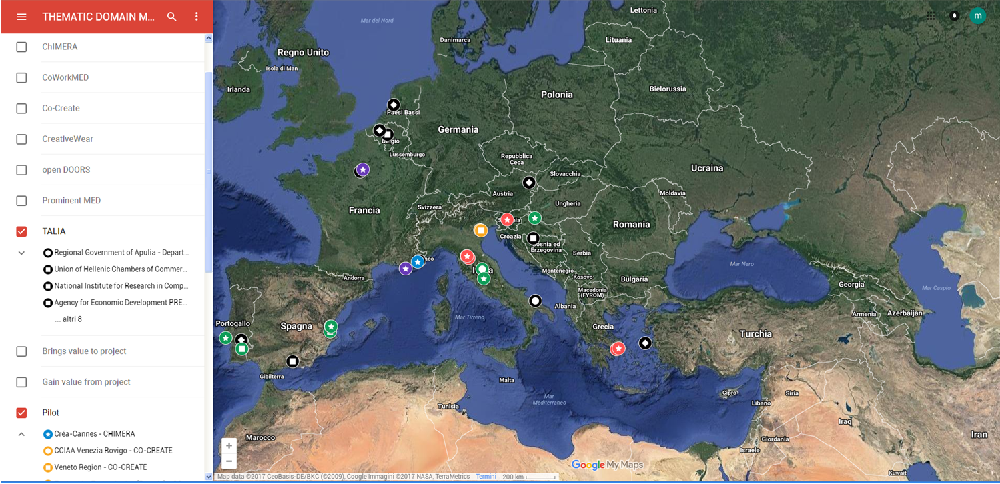 THEMATIC DOMAIN M...
m
ChIMERA
CoWorkMED
Co-Create
CreativeWear
open DOORS
Prominent MED
TALIA
Regional Government of Apulia - Depart...
Union of Hellenic Chambers of Commer...
National Institute for Research in Comp...
Agency for Economic Development PRE...
... altri 8
Brings value to project
Gain value from project
Pilot
Créa-Cannes - CHIMERA
CCIAA Venezia Rovigo - CO-CREATE
Veneto Region - CO-CREATE
Lettonia
Mar del Nord
Danimarca
Lituania
Regno Unito
Isola di Man
Irlanda
Bielorussia
Polonia
Paesi Bassi
Germania
Belgio
Lussemburgo
Repubblica
Ceca
Ucraina
Slovacchia
Austria
Moldavia
Ungheria
Francia
Svizzera
Romania
Croazia
Bosnia ed
Erzegovina
Serbia
Mar Nero
Montenegro
Kosovo
Andorra
Bulgaria
Georgia
Macedonia
(FYROM)
Mar Caspio
Albania
Armenia
Azerbaijan
Mar Tirreno
Portogallo
Spagna
Grecia
Turchia
Gibilterra
Malta
Cipro
Siria
Mar
Mediterraneo
Libano
Tunisia
Iraq
Iran
Marocco
Giordania
Israele
Kuwait
+
−
Google My Maps
Map data ©2017 GeoBasis-DE/BKG (©2009), Google Immagini ©2017 NASA, TerraMetrics Termini 200 km